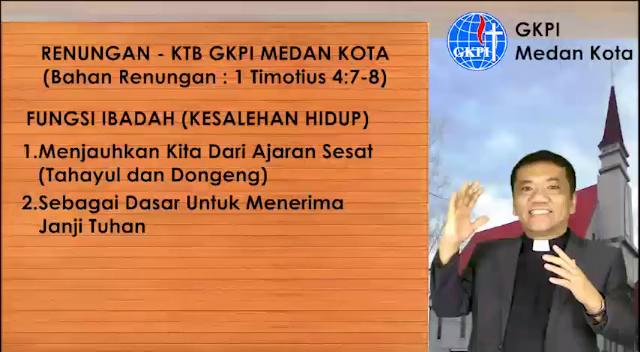 RENUNGAN - KTB GKPI MEDAN KOTA
(Bahan Renungan : 1 Timotius 4:7-8)
FUNGSI IBADAH (KESALEHAN HIDUP)
1.Menjauhkan Kita Dari Ajaran Sesat
(Tahayul dan Dongeng)
2.Sebagai Dasar Untuk Menerima
Janji Tuhan
GKPI
GKPI
Medan Kota